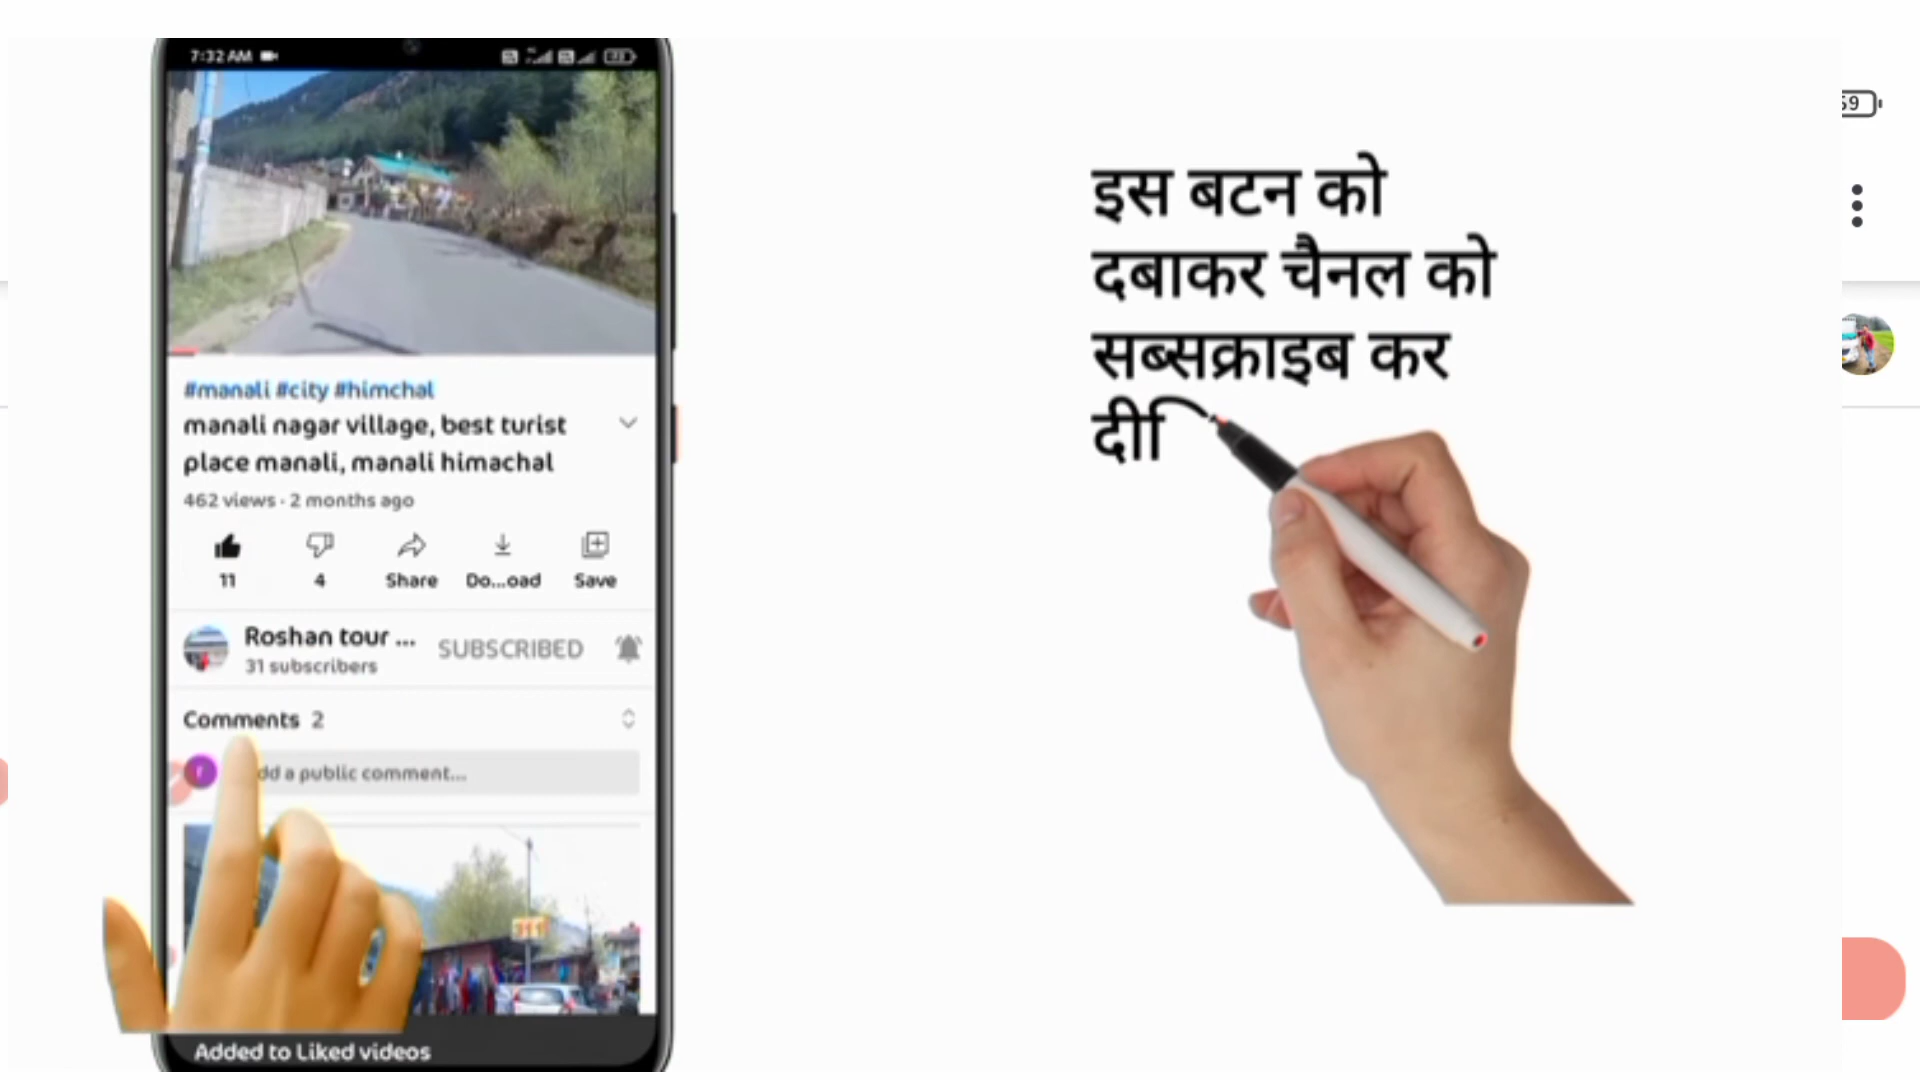 7:32 AM
59
#manali #city #himchal
manali nagar village, best turist
place manali, manali himachal
462 views · 2 months ago
11 4 Share Do...oad Save
Roshan tour ...
SUBSCRIBED
31 subscribers
Comments 2
dd a public comment...
Added to Liked videos
इस बटन को
दबाकर चैनल को
सब्सक्राइब कर